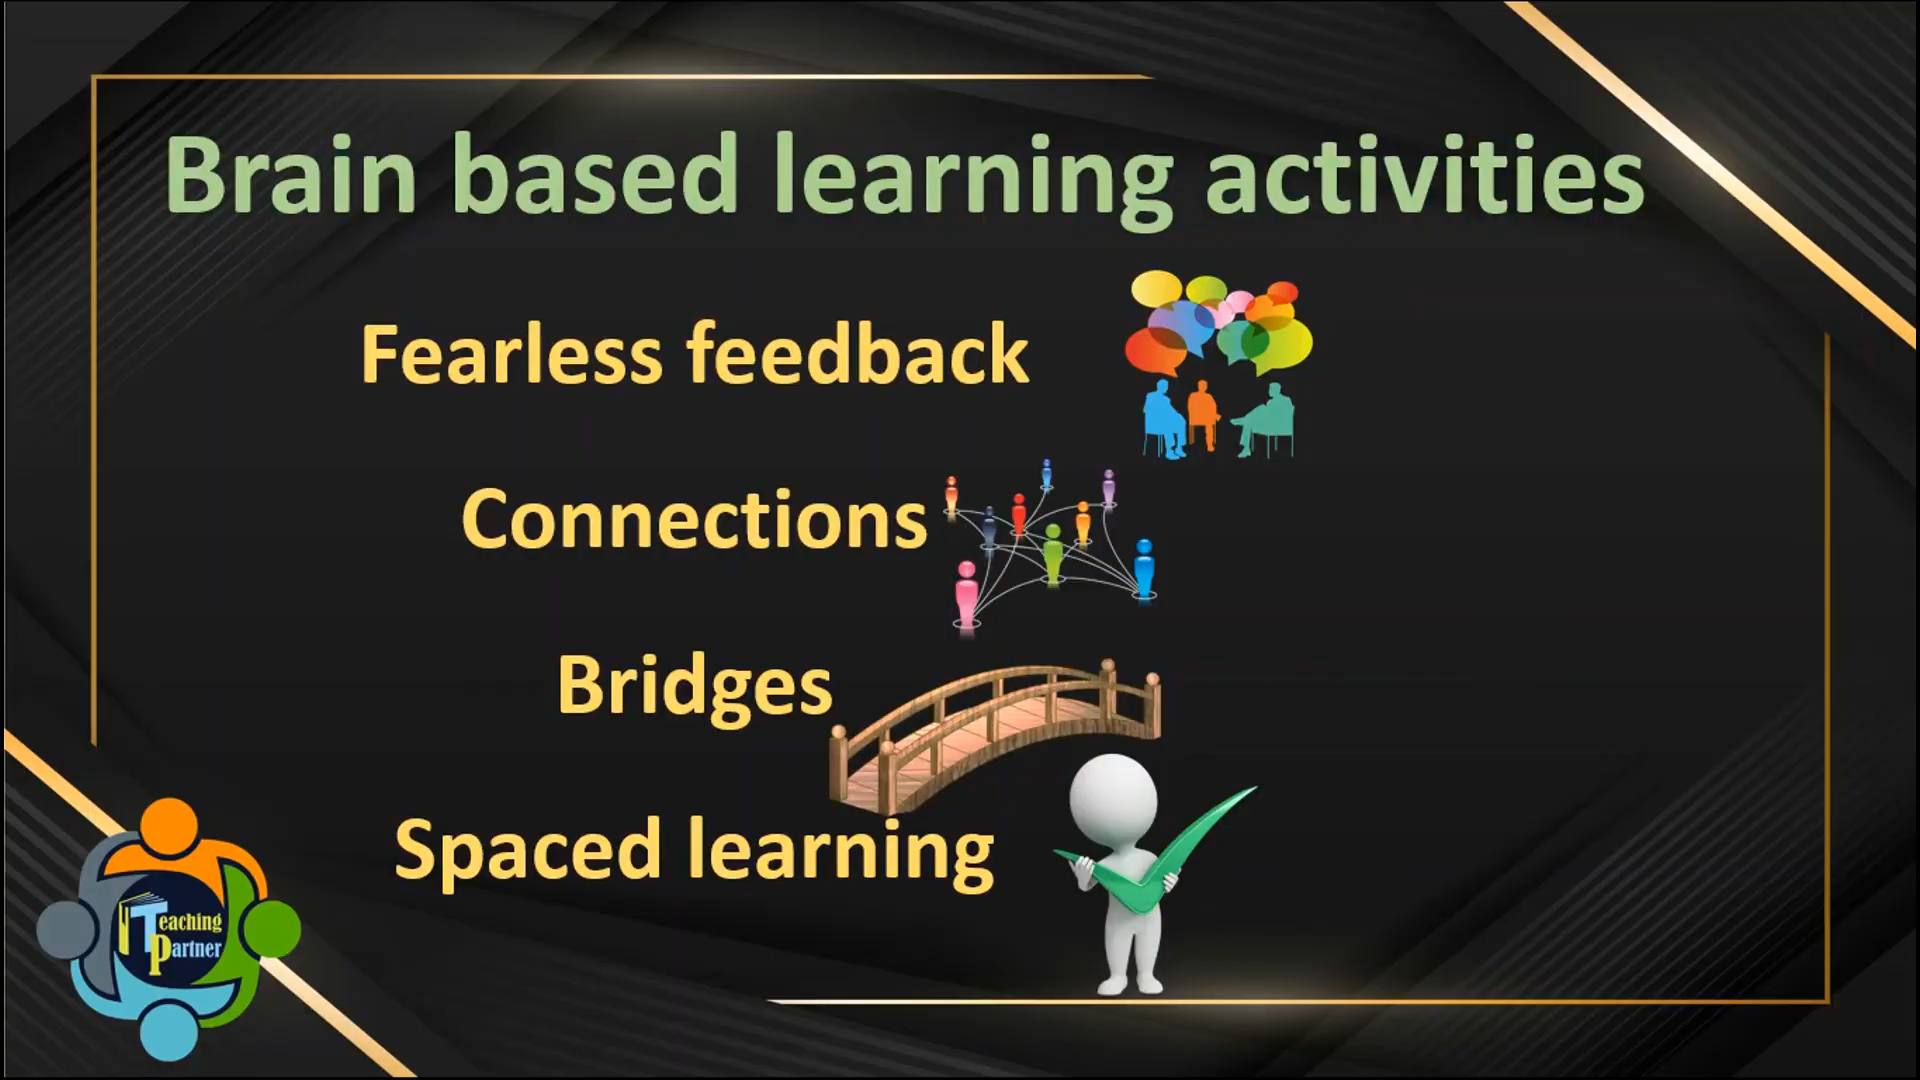 Brain based learning activities
Fearless feedback
Connections
Bridges
Spaced learning
Teaching
Partner